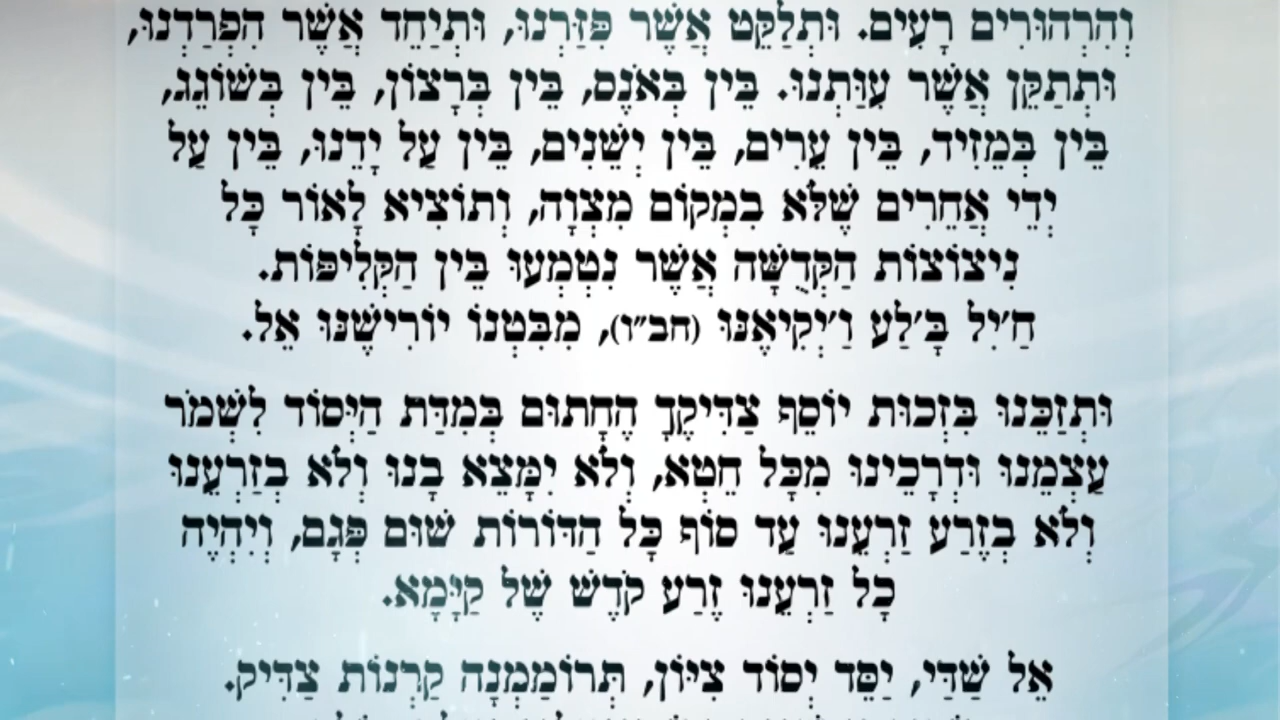 וְהִרְהוּרִים רָעִים. וּתְלַקֵּט אֲשֶׁר פִּזַּרְנוּ, וּתְיַחֵד אֲשֶׁר הִפְרַדְנוּ,
וּתְתַקֵּן אֲשֶׁר עִוַּתְנוּ. בֵּין בְּאֹנֶס, בֵּין בְּרָצוֹן, בֵּין בְּשׁוֹגֵג,
בֵּין בְּמֵזִיד, בֵּין עֵרִים, בֵּין יְשֵׁנִים, בֵּין עַל יָדֵנוּ, בֵּין עַל
יְדֵי אֲחֵרִים שֶׁלֹּא בִמְקוֹם מִצְוָה, וְתוֹצִיא לָאוֹר כָּל
נִיצוֹצוֹת הַקְּדֻשָּׁה אֲשֶׁר נִטְמְעוּ בֵּין הַקְּלִיפּוֹת.
חַ׳יִל בָּ׳לַע וַ׳יְקִיאֶנּוּ (חב״ו), מִבִּטְנוֹ יוֹרִישֶׁנּוּ אֵל.
וּתְזַכֵּנוּ בִּזְכוּת יוֹסֵף צַדִּיקֶךָ הֶחָתוּם בְּמִדַּת הַיְּסוֹד לִשְׁמֹר
עַצְמֵנוּ וּדְרָכֵינוּ מִכָּל חֵטְא, וְלֹא יִמָּצֵא בָנוּ וְלֹא בְזַרְעֵנוּ
וְלֹא בְזֶרַע זַרְעֵנוּ עַד סוֹף כָּל הַדּוֹרוֹת שׁוּם פְּגָם, וְיִהְיֶה
כָל זַרְעֵנוּ זֶרַע קֹדֶשׁ שֶׁל קַיָּמָא.
אֵל שַׁדַּי, יַסֵּד יְסוֹד צִיּוֹן, תְּרוֹמַמְנָה קַרְנוֹת צַדִּיק.